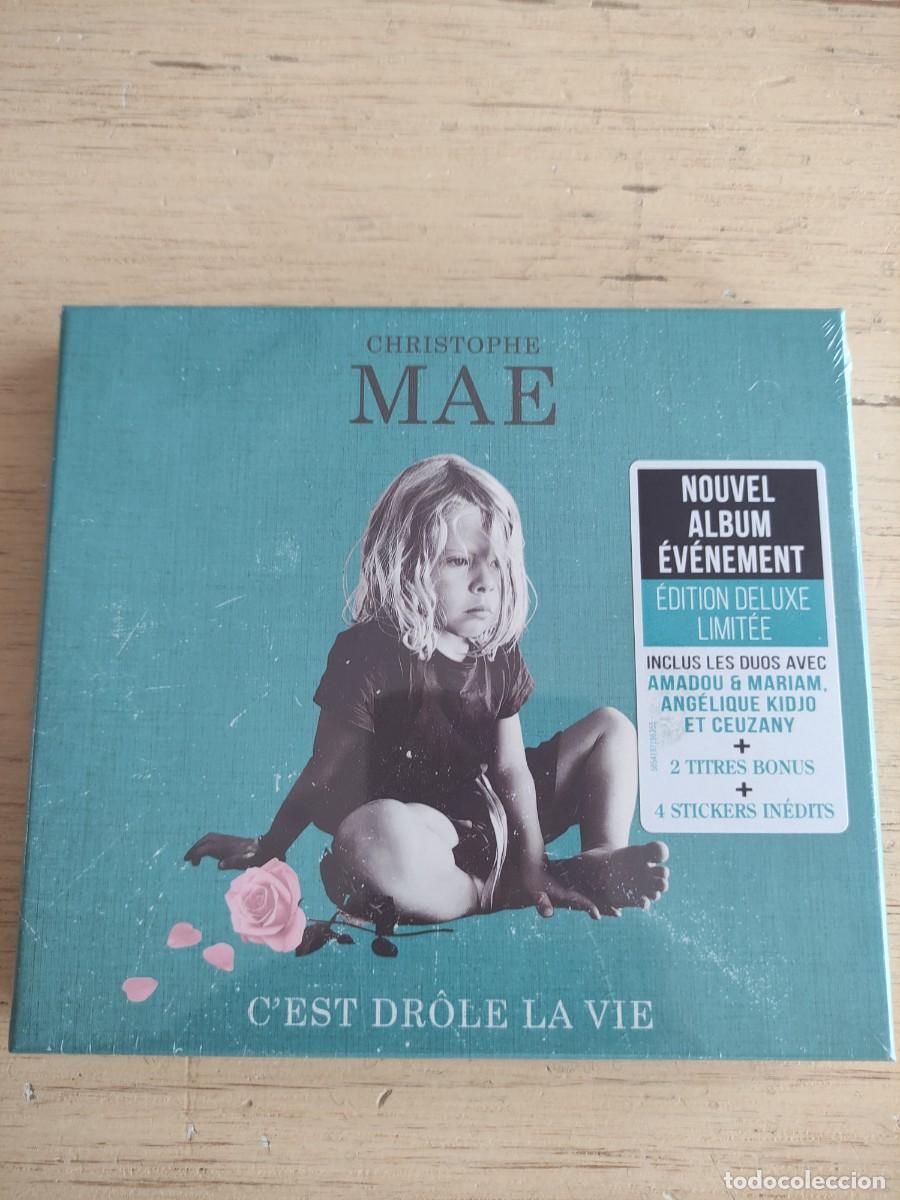 CHRISTOPHE
MAE
NOUVEL
ALBUM
ÉVÉNEMENT
ÉDITION DELUXE
LIMITÉE
INCLUS LES DUOS AVEC
AMADOU & MARIAM,
ANGÉLIQUE KIDJO
ET CEUZANY
+
2 TITRES BONUS
+
4 STICKERS INÉDITS
C'EST DRÔLE LA VIE
todocoleccion